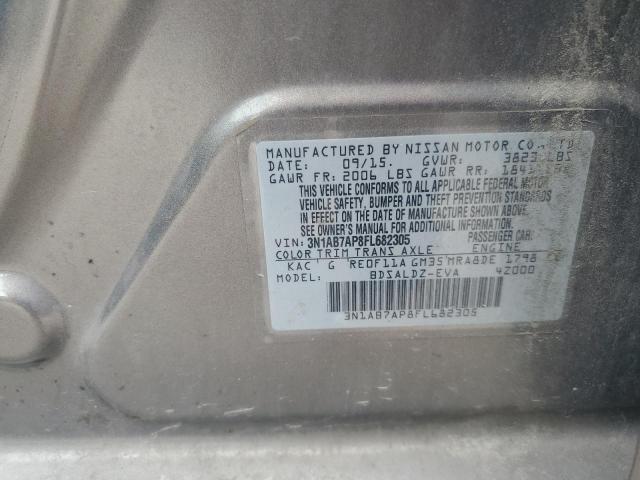 MANUFACTURED BY NISSAN MOTOR CO., LTD
DATE: 09/15. GVWR: 3823 LBS
GAWR FR: 2006 LBS GAWR RR: 1841
THIS VEHICLE CONFORMS TO ALL APPLICABLE FEDERAL MOTOR
VEHICLE SAFETY, BUMPER AND THEFT PREVENTION STANDARDS
IN EFFECT ON THE DATE OF MANUFACTURE SHOWN ABOVE.
SEE OWNER'S MANUAL FOR ADDITIONAL INFORMATION.
VIN: 3N1AB7AP8FL682305 PASSENGER CAR
COLOR TRIM TRANS AXLE ENGINE
KAC G RE0F11A GM35 MRA8DE 1798
MODEL: BDSALDZ-EVA 42000
3N1AB7AP8FL682305